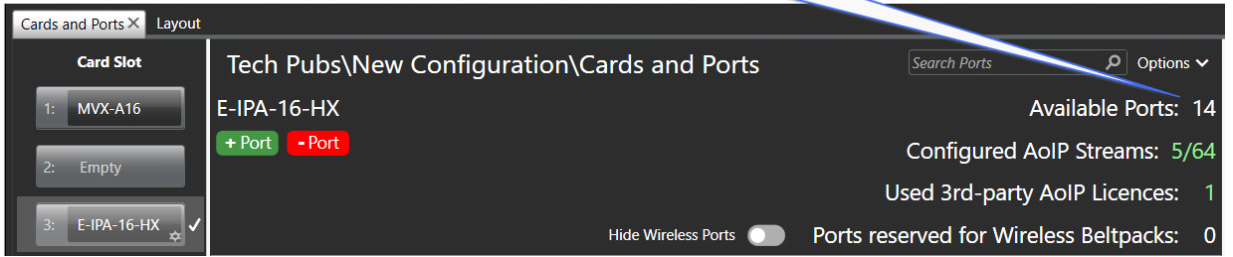 Cards and Ports × Layout
Card Slot
1: MVX-A16
2: Empty
3: E-IPA-16-HX
Tech Pubs\New Configuration\Cards and Ports
Search Ports
Options
E-IPA-16-HX
+ Port - Port
Available Ports: 14
Configured AoIP Streams: 5/64
Used 3rd-party AoIP Licences: 1
Hide Wireless Ports
Ports reserved for Wireless Beltpacks: 0